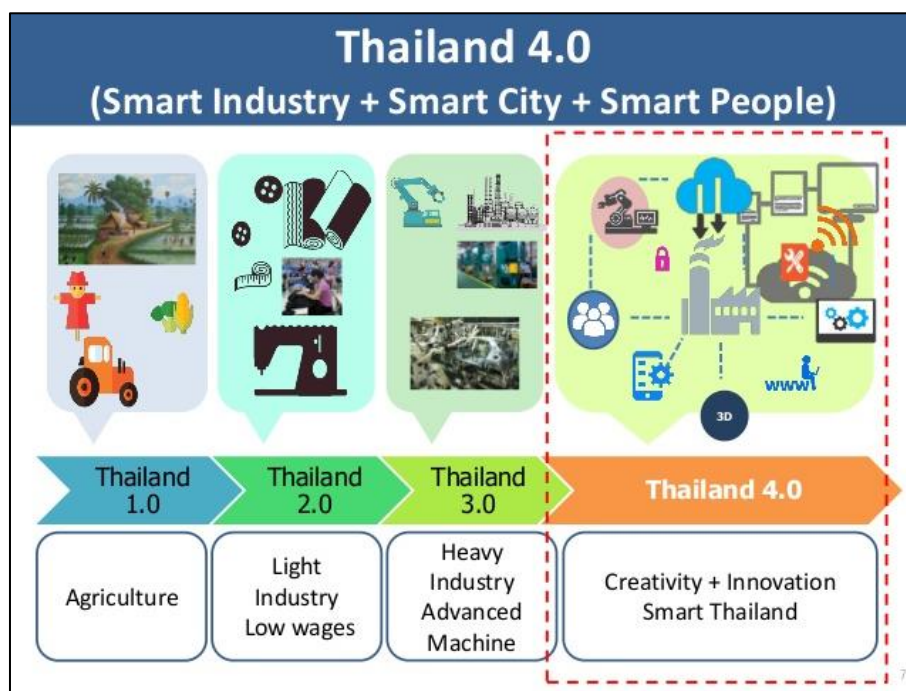 Thailand 4.0
(Smart Industry + Smart City + Smart People)
WWW
3D
Thailand
1.0
Thailand
2.0
Thailand
3.0
Thailand 4.0
Agriculture
Light
Industry
Low wages
Heavy
Industry
Advanced
Machine
Creativity + Innovation
Smart Thailand
7